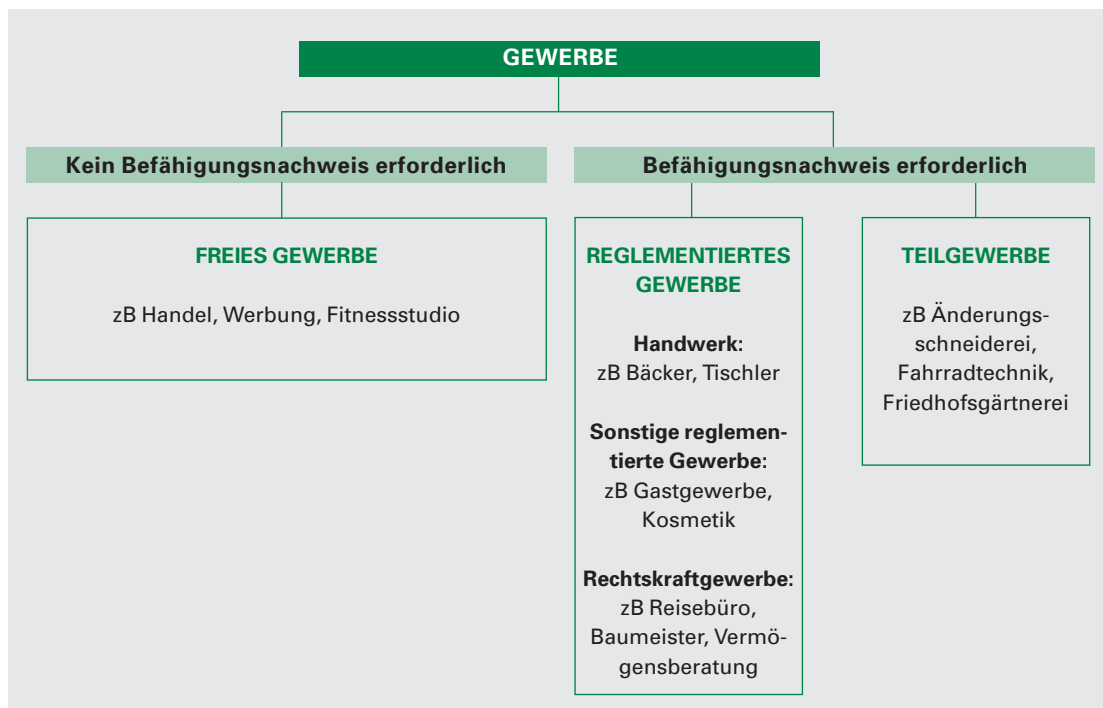 GEWERBE
Kein Befähigungsnachweis erforderlich
Befähigungsnachweis erforderlich
FREIES GEWERBE
zB Handel, Werbung, Fitnessstudio
REGLEMENTIERTES
GEWERBE
Handwerk:
zB Bäcker, Tischler
Sonstige reglemen-
tierte Gewerbe:
zB Gastgewerbe,
Kosmetik
Rechtskraftgewerbe:
zB Reisebüro,
Baumeister, Vermö-
gensberatung
TEILGEWERBE
zB Änderungs-
schneiderei,
Fahrradtechnik,
Friedhofsgärtnerei